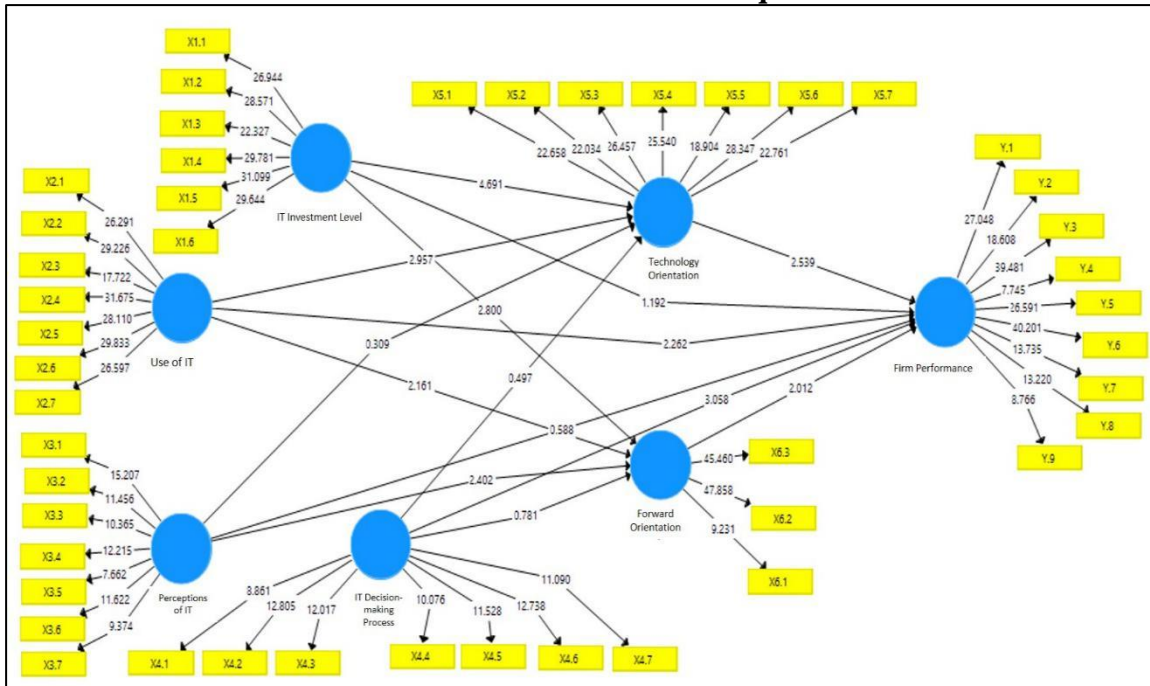 X1.1
X1.2
X1.3
X1.4
X1.5
X1.6
26.944
28.571
22.327
29.781
31.099
29.644
IT Investment Level
X2.1
X2.2
X2.3
X2.4
X2.5
X2.6
X2.7
26.291
29.226
17.722
31.675
28.110
29.833
26.597
Use of IT
X3.1
X3.2
X3.3
X3.4
X3.5
X3.6
X3.7
15.207
11.456
10.365
12.215
7.662
11.622
9.374
Perceptions
of IT
X4.1
X4.2
X4.3
X4.4
X4.5
X4.6
X4.7
8.861
12.805
12.017
10.076
11.528
12.738
11.090
IT Decision-
making
Process
X5.1
X5.2
X5.3
X5.4
X5.5
X5.6
X5.7
22.658
22.034
26.457
25.540
18.904
28.347
22.761
Technology
Orientation
4.691
2.957
2.800
1.192
0.309
2.262
2.161
0.497
3.058
0.588
2.402
0.781
2.539
2.012
Forward
Orientation
X6.3
X6.2
X6.1
45.460
47.858
9.231
Firm Performance
Y.1
Y.2
Y.3
Y.4
Y.5
Y.6
Y.7
Y.8
Y.9
27.048
18.608
39.481
7.745
26.591
40.201
13.735
13.220
8.766